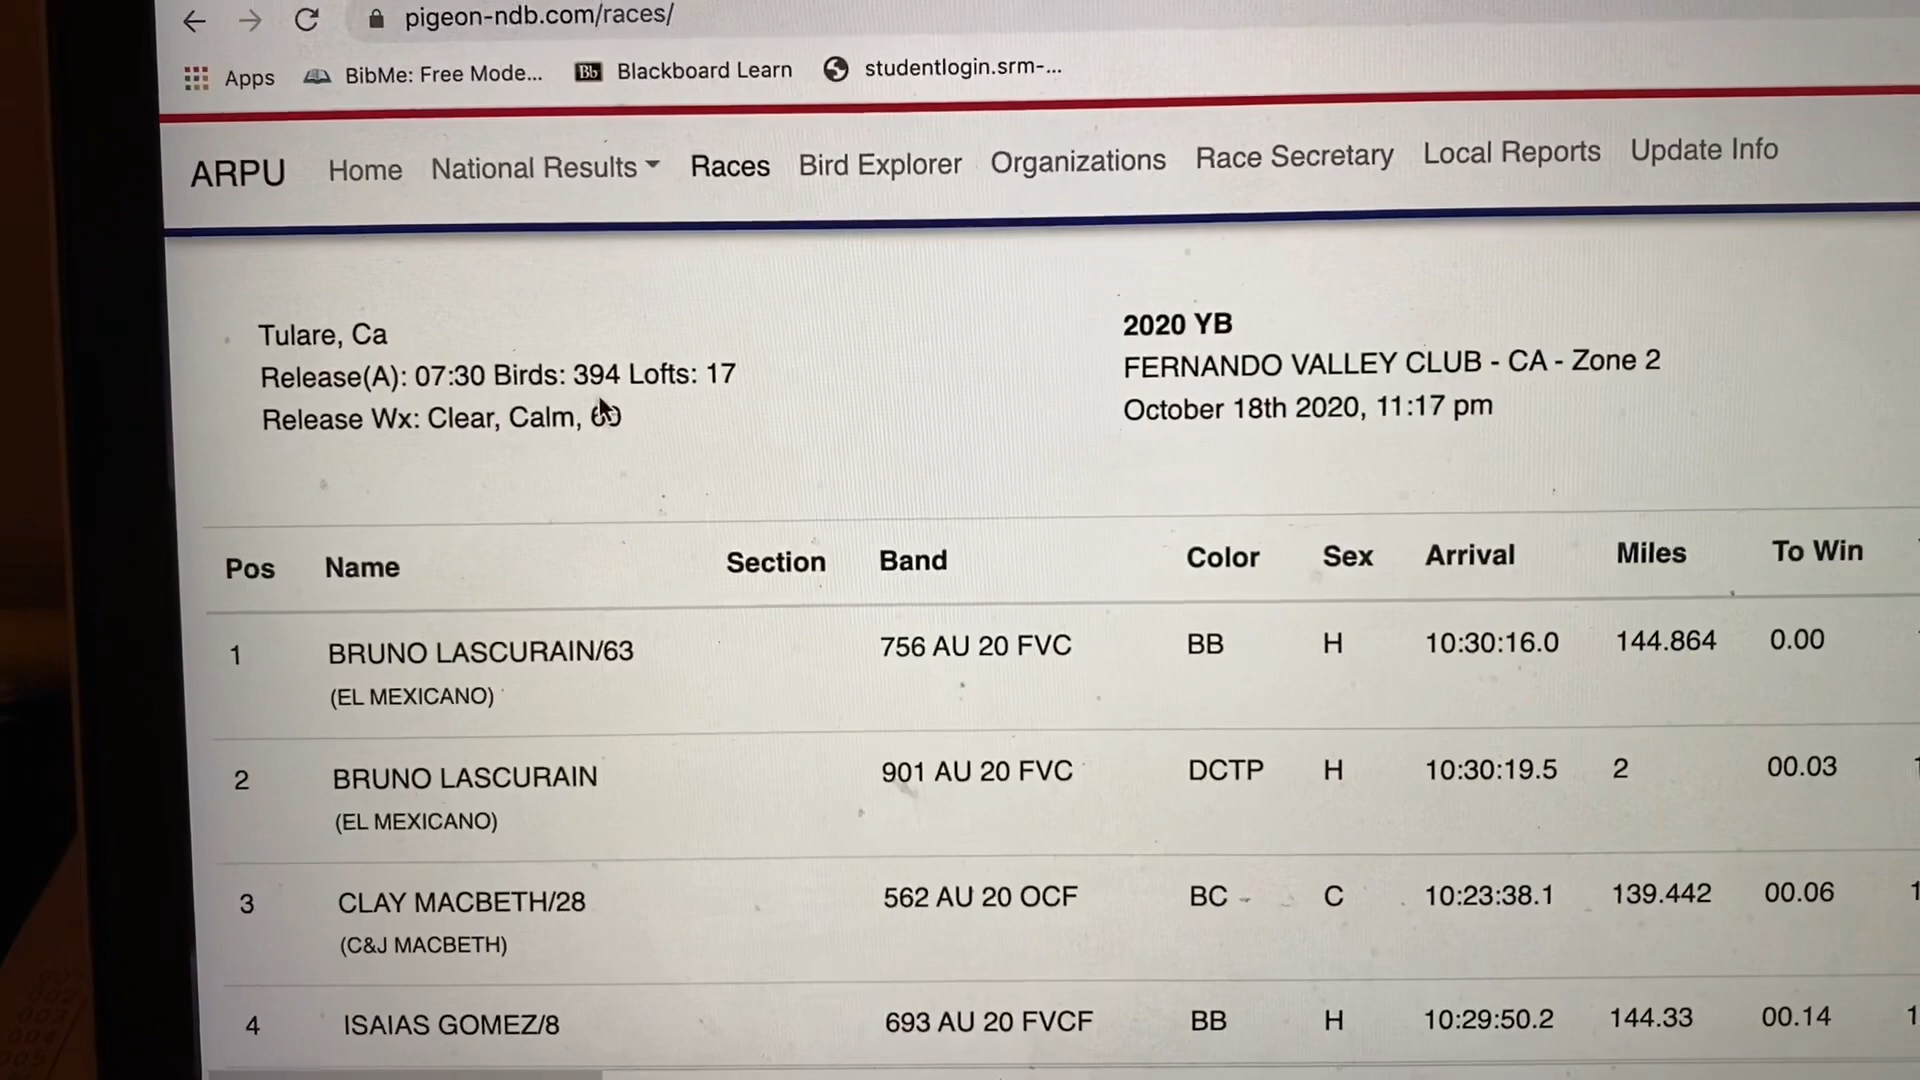 pigeon-ndb.com/races/
Apps BibMe: Free Mode... Bb Blackboard Learn studentlogin.srm-...
ARPU Home National Results Races Bird Explorer Organizations Race Secretary Local Reports Update Info
Tulare, Ca
Release(A): 07:30 Birds: 394 Lofts: 17
Release Wx: Clear, Calm,
2020 YB
FERNANDO VALLEY CLUB - CA - Zone 2
October 18th 2020, 11:17 pm
Pos Name Section Band Color Sex Arrival Miles To Win
1 BRUNO LASCURAIN/63 756 AU 20 FVC BB H 10:30:16.0 144.864 0.00
(EL MEXICANO)
2 BRUNO LASCURAIN 901 AU 20 FVC DCTP H 10:30:19.5 2 00.03
(EL MEXICANO)
3 CLAY MACBETH/28 562 AU 20 OCF BC C 10:23:38.1 139.442 00.06
(C&J MACBETH)
4 ISAIAS GOMEZ/8 693 AU 20 FVCF BB H 10:29:50.2 144.33 00.14